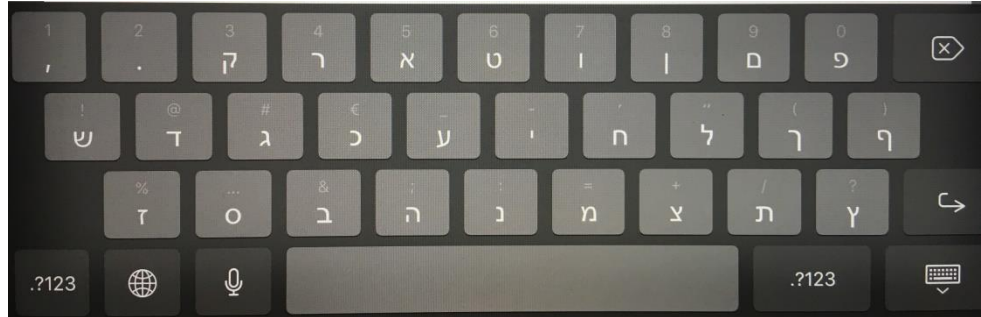 1 2 3 4 5 6 7 8 9 0
, . ק ר א ט ו ן ם פ
! @ # € _ - ' " ( )
ש ד ג כ ע י ח ל ך ף
% ... & ; : = + / ?
ז ס ב ה נ מ צ ת ץ
.?123 .?123